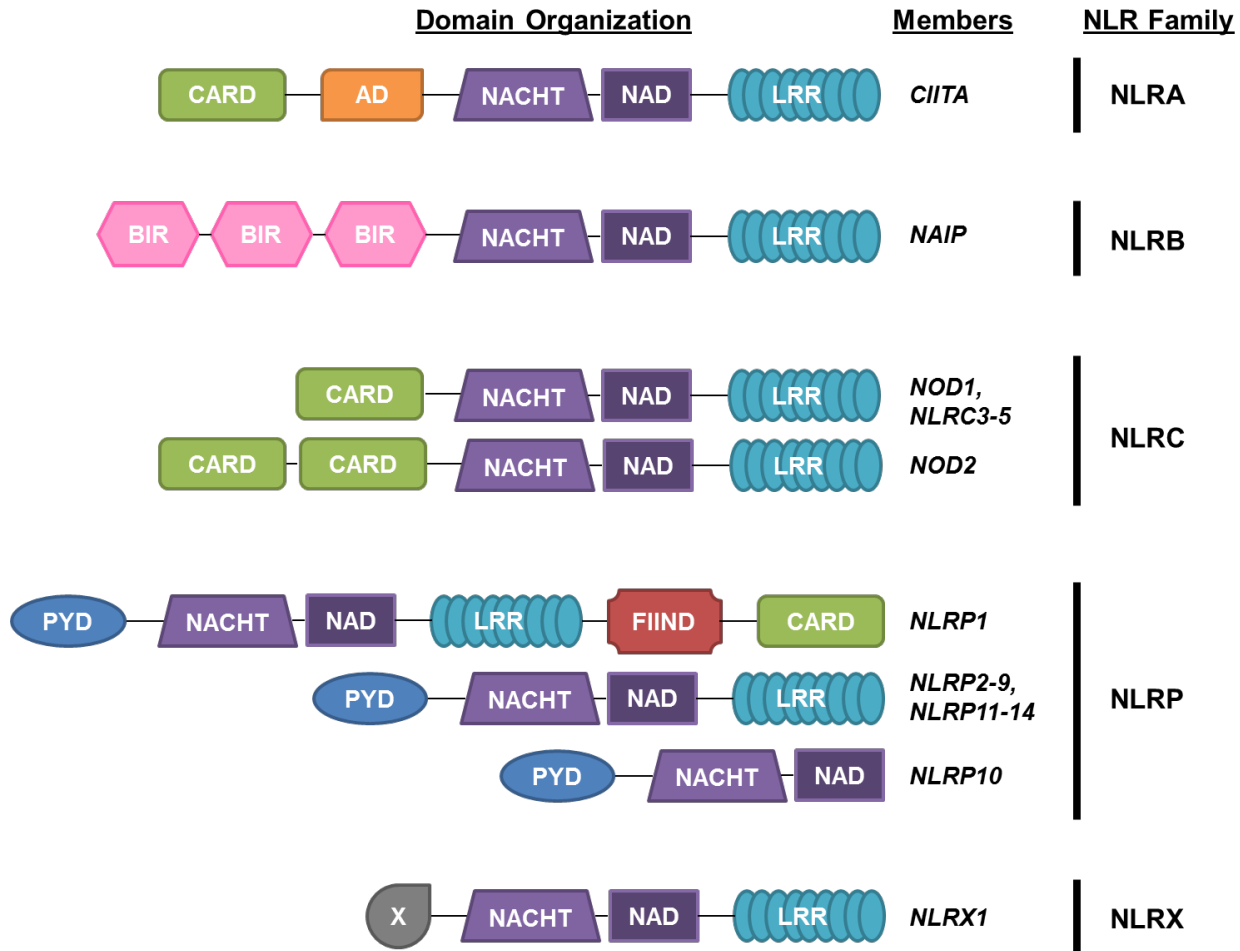 Domain Organization Members NLR Family
CARD AD NACHT NAD LRR CIITA NLRA
BIR BIR BIR NACHT NAD LRR NAIP NLRB
CARD NACHT NAD LRR NOD1,
NLRC3-5
NLRC
CARD CARD NACHT NAD LRR NOD2
PYD NACHT NAD LRR FIIND CARD NLRP1
PYD NACHT NAD LRR NLRP2-9,
NLRP11-14
NLRP
PYD NACHT NAD NLRP10
X NACHT NAD LRR NLRX1 NLRX